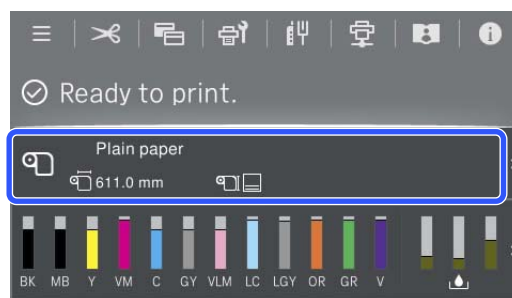 Ready to print.
Plain paper
611.0 mm
BK MB Y VM C GY VLM LC LGY OR GR V